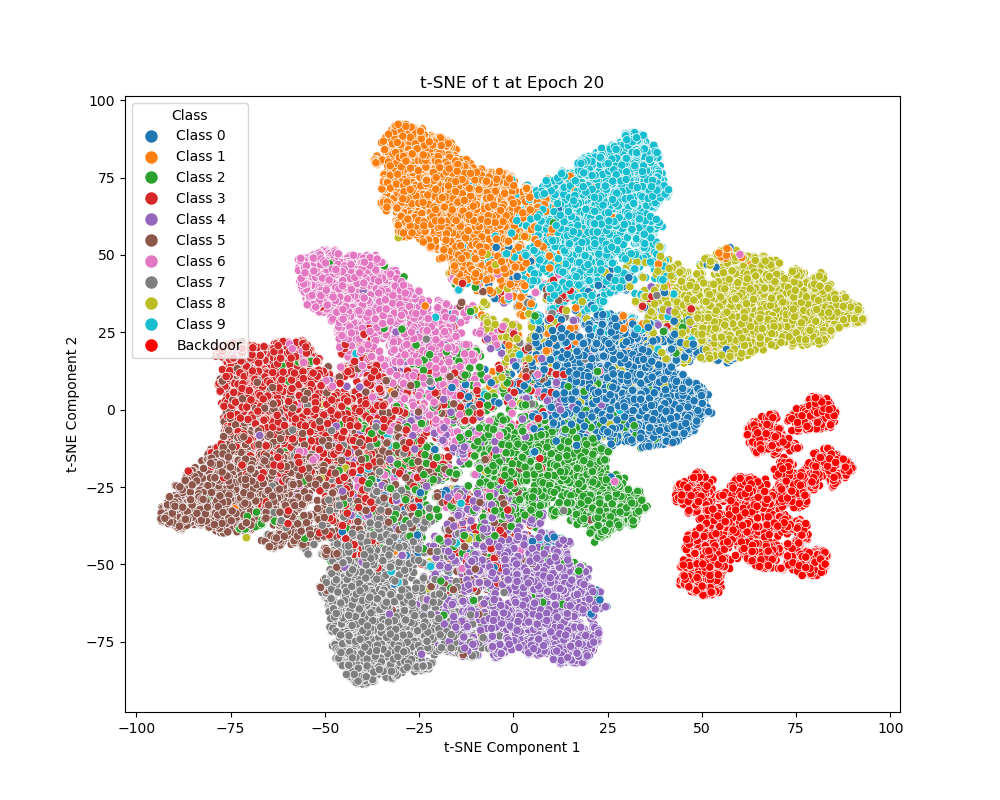 t-SNE of t at Epoch 20
Class
Class 0
Class 1
Class 2
Class 3
Class 4
Class 5
Class 6
Class 7
Class 8
Class 9
Backdoor
100
75
50
25
0
−25
−50
−75
t-SNE Component 2
−100 −75 −50 −25 0 25 50 75 100
t-SNE Component 1